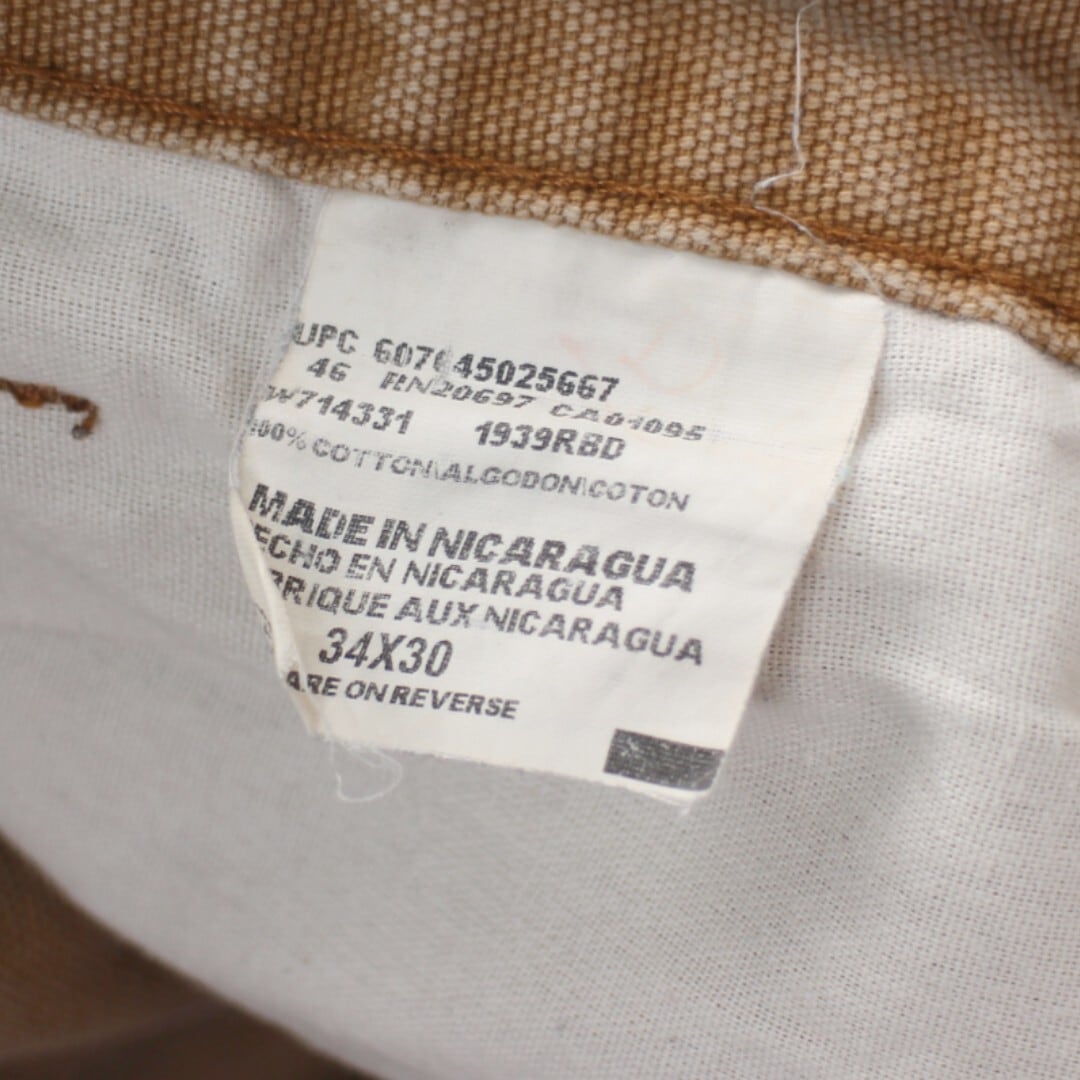 UPC 607645025667
46 RN20697 CA01095
W714331 1939RBD
100% COTTON\ALGODON\COTON
MADE IN NICARAGUA
ECHO EN NICARAGUA
RIQUE AUX NICARAGUA
34X30
ARE ON REVERSE